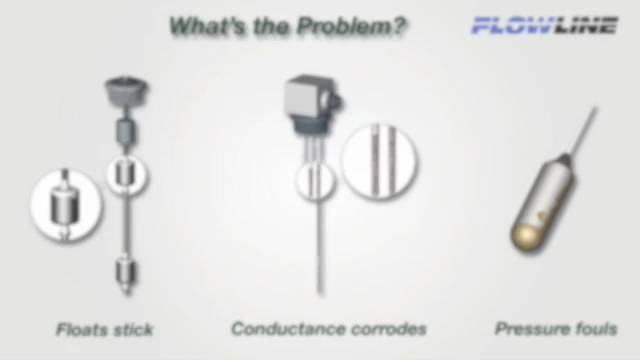 What's the Problem?
FLOWLINE
Floats stick
Conductance corrodes
Pressure fouls